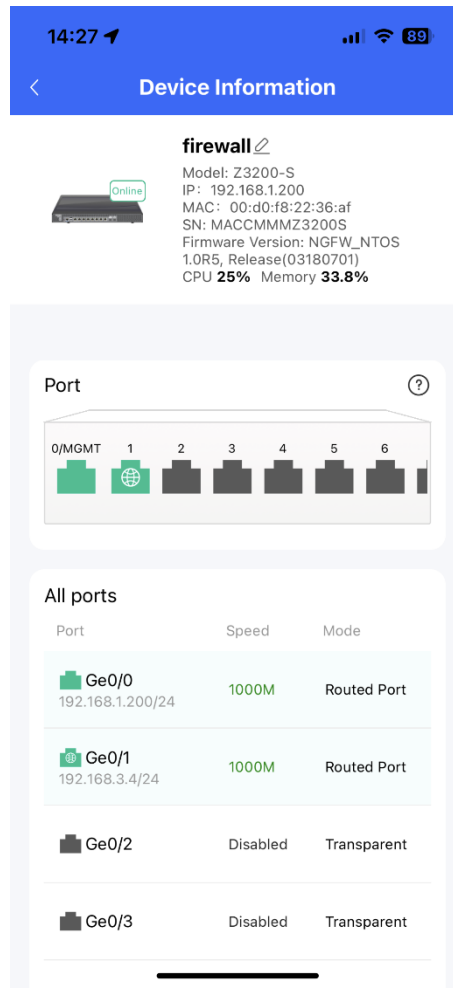 14:27
89
Device Information
Online
firewall
Model: Z3200-S
IP: 192.168.1.200
MAC: 00:d0:f8:22:36:af
SN: MACCMMMZ3200S
Firmware Version: NGFW_NTOS
1.0R5, Release(03180701)
CPU 25% Memory 33.8%
Port
?
0/MGMT 1 2 3 4 5 6
All ports
Port Speed Mode
Ge0/0 1000M Routed Port
192.168.1.200/24
Ge0/1 1000M Routed Port
192.168.3.4/24
Ge0/2 Disabled Transparent
Ge0/3 Disabled Transparent